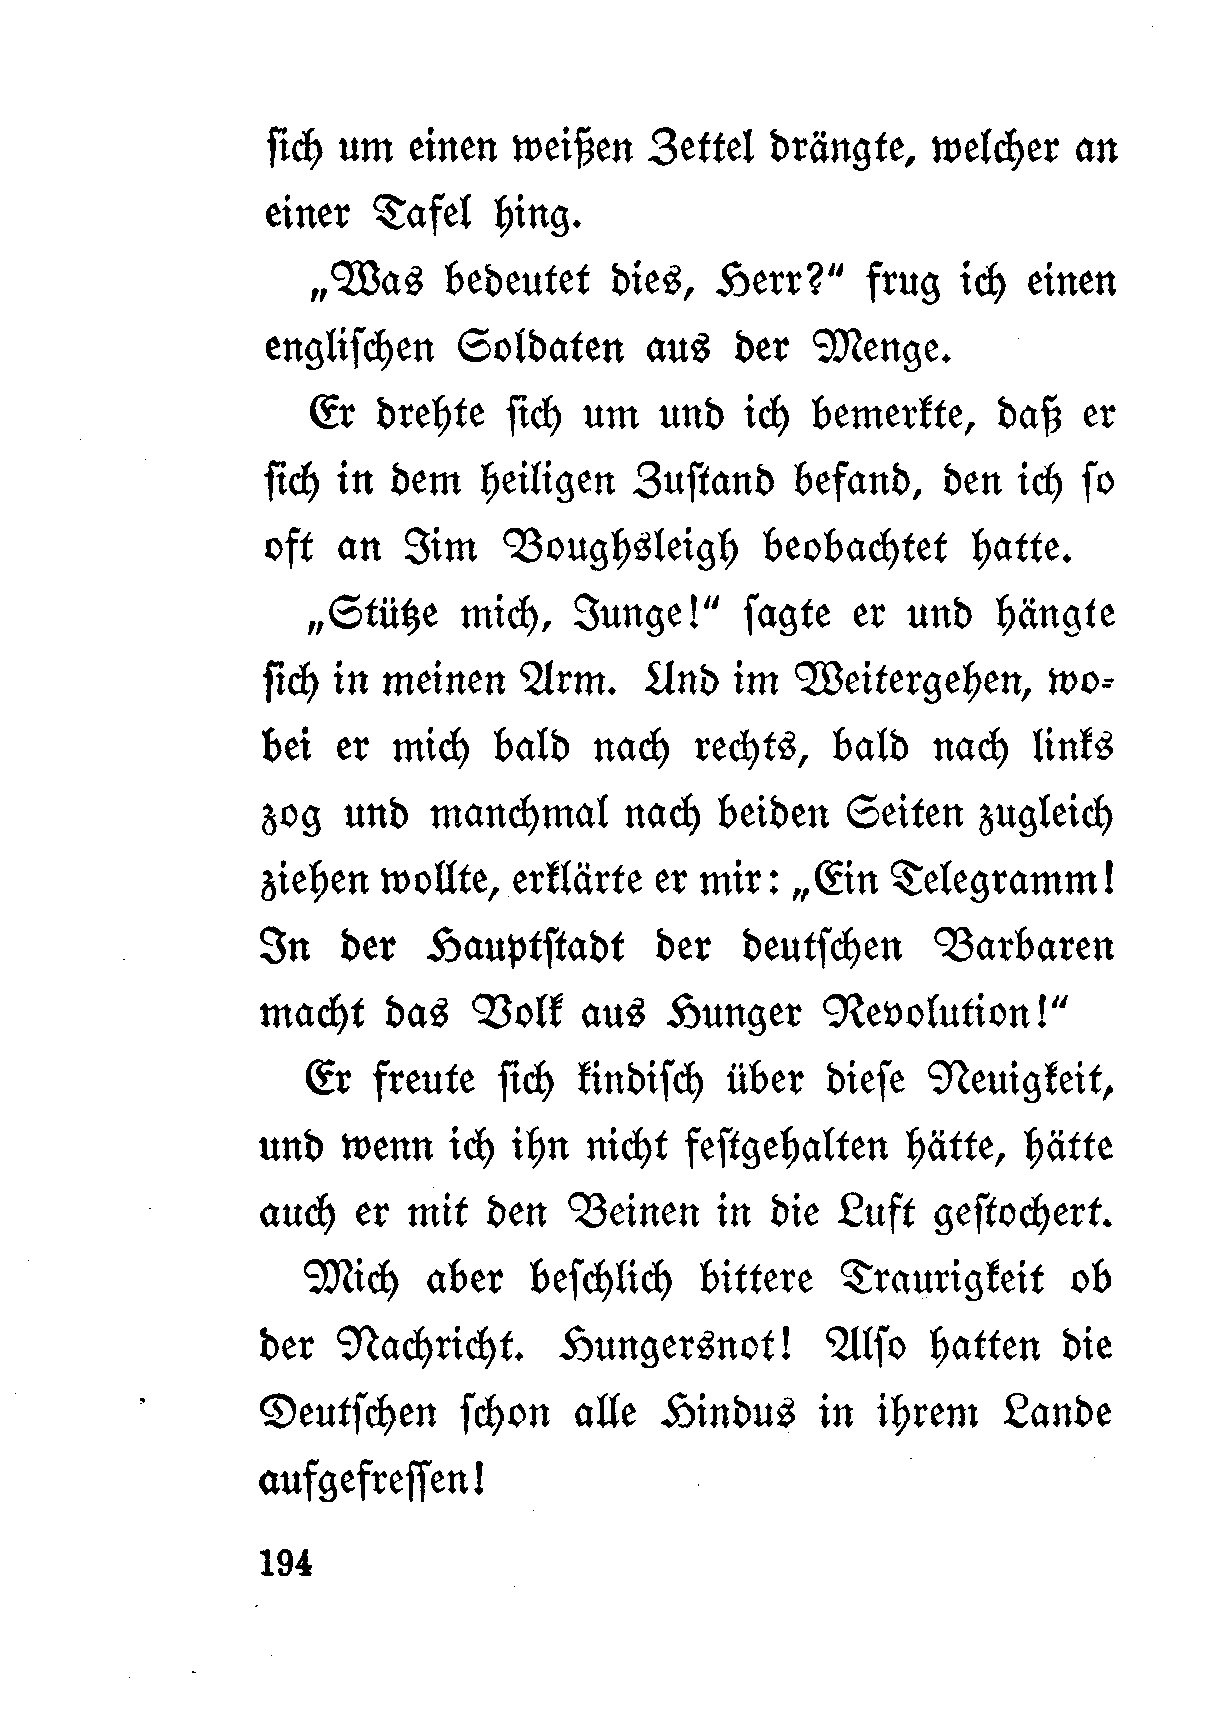 sich um einen weißen Zettel drängte, welcher an
einer Tafel hing.
„Was bedeutet dies, Herr?“ frug ich einen
englischen Soldaten aus der Menge.
Er drehte sich um und ich bemerkte, daß er
sich in dem heiligen Zustand befand, den ich so
oft an Jim Boughsleigh beobachtet hatte.
„Stütze mich, Junge!“ sagte er und hängte
sich in meinen Arm. Und im Weitergehen, wo-
bei er mich bald nach rechts, bald nach links
zog und manchmal nach beiden Seiten zugleich
ziehen wollte, erklärte er mir: „Ein Telegramm!
In der Hauptstadt der deutschen Barbaren
macht das Volk aus Hunger Revolution!“
Er freute sich kindisch über diese Neuigkeit,
und wenn ich ihn nicht festgehalten hätte, hätte
auch er mit den Beinen in die Luft gestochert.
Mich aber beschlich bittere Traurigkeit ob
der Nachricht. Hungersnot! Also hatten die
Deutschen schon alle Hindus in ihrem Lande
aufgefressen!
194